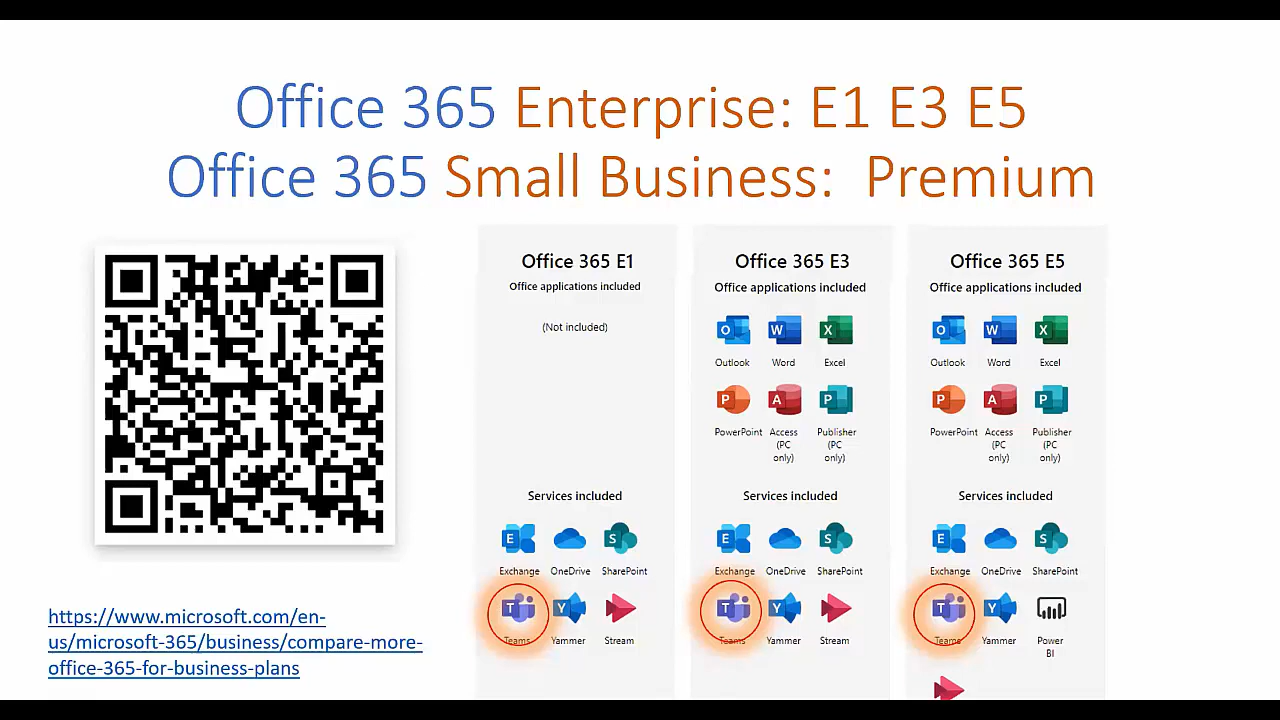 Office 365 Enterprise: E1 E3 E5
Office 365 Small Business: Premium
https://www.microsoft.com/en-
us/microsoft-365/business/compare-more-
office-365-for-business-plans
Office 365 E1
Office applications included
(Not included)
Services included
E
S
Exchange OneDrive SharePoint
T
Teams Yammer Stream
Office 365 E3
Office applications included
O W X
Outlook Word Excel
P A P
PowerPoint Access Publisher
(PC (PC
only) only)
Services included
E
S
Exchange OneDrive SharePoint
T
Teams Yammer Stream
Office 365 E5
Office applications included
O W X
Outlook Word Excel
P A P
PowerPoint Access Publisher
(PC (PC
only) only)
Services included
E
S
Exchange OneDrive SharePoint
T
Teams Yammer Power
BI